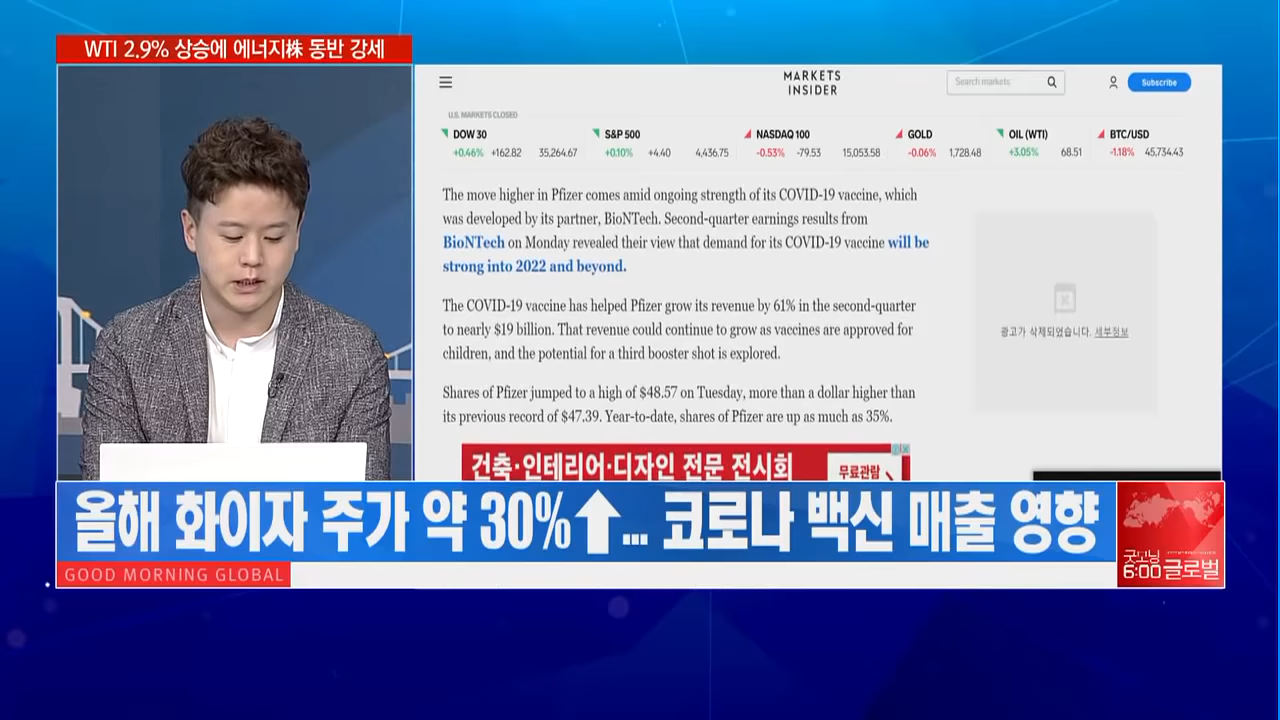 WTI 2.9% 상승에 에너지株 동반 강세
MARKETS
INSIDER
Search markets
Subscribe
U.S. MARKETS CLOSED
DOW 30
+0.46% +162.82 35,264.67
S&P 500
+0.10% +4.40 4,436.75
NASDAQ 100
-0.53% -79.53 15,053.58
GOLD
-0.06% 1,728.48
OIL (WTI)
+3.05% 68.51
BTC/USD
-1.18% 45,734.43
The move higher in Pfizer comes amid ongoing strength of its COVID-19 vaccine, which
was developed by its partner, BioNTech. Second-quarter earnings results from
BioNTech on Monday revealed their view that demand for its COVID-19 vaccine will be
strong into 2022 and beyond.
The COVID-19 vaccine has helped Pfizer grow its revenue by 61% in the second-quarter
to nearly $19 billion. That revenue could continue to grow as vaccines are approved for
children, and the potential for a third booster shot is explored.
Shares of Pfizer jumped to a high of $48.57 on Tuesday, more than a dollar higher than
its previous record of $47.39. Year-to-date, shares of Pfizer are up as much as 35%.
광고가 삭제되었습니다. 세부정보
건축·인테리어·디자인 전문 전시회
무료관람
올해 화이자 주가 약 30%↑... 코로나 백신 매출 영향
GOOD MORNING GLOBAL
굿모닝
6:00 글로벌